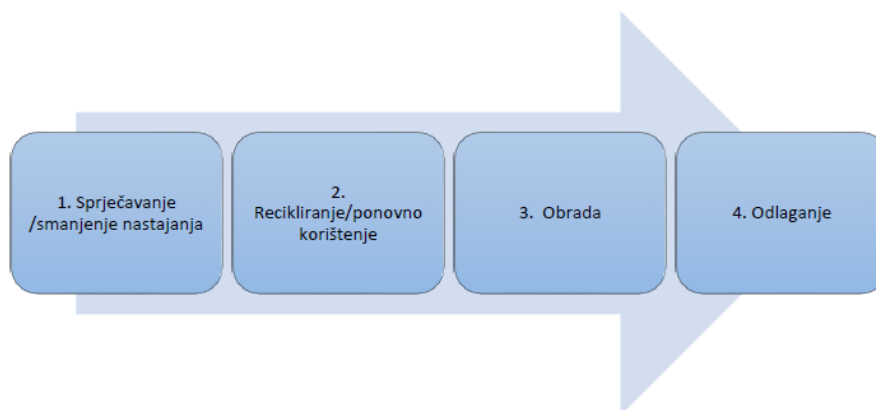 1. Sprječavanje
/smanjenje nastajanja
2.
Recikliranje/ponovno
korištenje
3. Obrada
4. Odlaganje